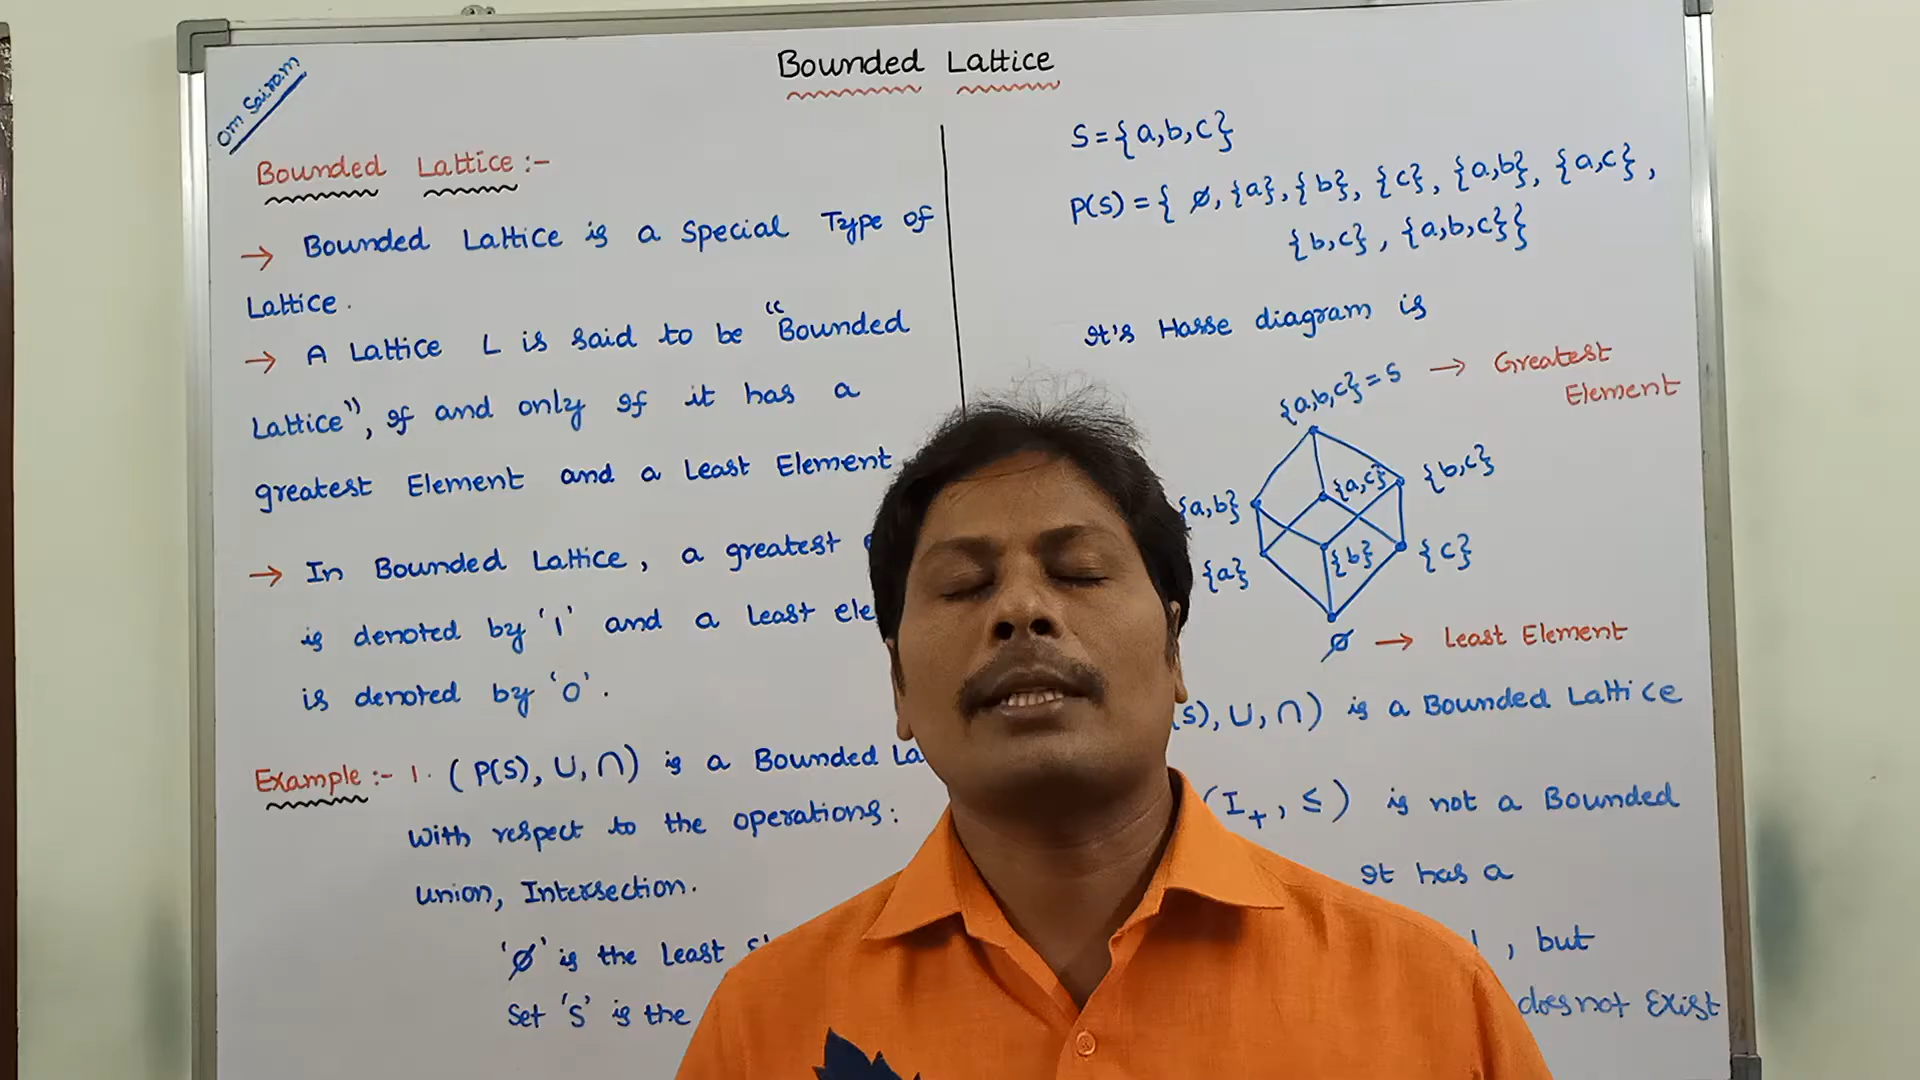 Bounded Lattice
Om Sairam
Bounded Lattice :-
→ Bounded Lattice is a Special Type of
Lattice.
→ A Lattice L is said to be "Bounded
Lattice", if and only if it has a
greatest Element and a Least Element
→ In Bounded Lattice, a greatest
is denoted by '1' and a Least
is denoted by '0'.
Example :- 1. (P(S), ∪, ∩) is a Bounded
With respect to the operations:
Union, Intersection.
'∅' is the Least
Set 'S' is the
S = {a,b,c}
P(S) = { ∅, {a}, {b}, {c}, {a,b}, {a,c},
{b,c}, {a,b,c}}
It's Hasse diagram is
{a,b,c} = S → Greatest
Element
{a,b} {a,c} {b,c}
{a} {b} {c}
∅ → Least Element
S), ∪, ∩) is a Bounded Lattice
(I+, ≤) is not a Bounded
It has a
, but
does not Exist